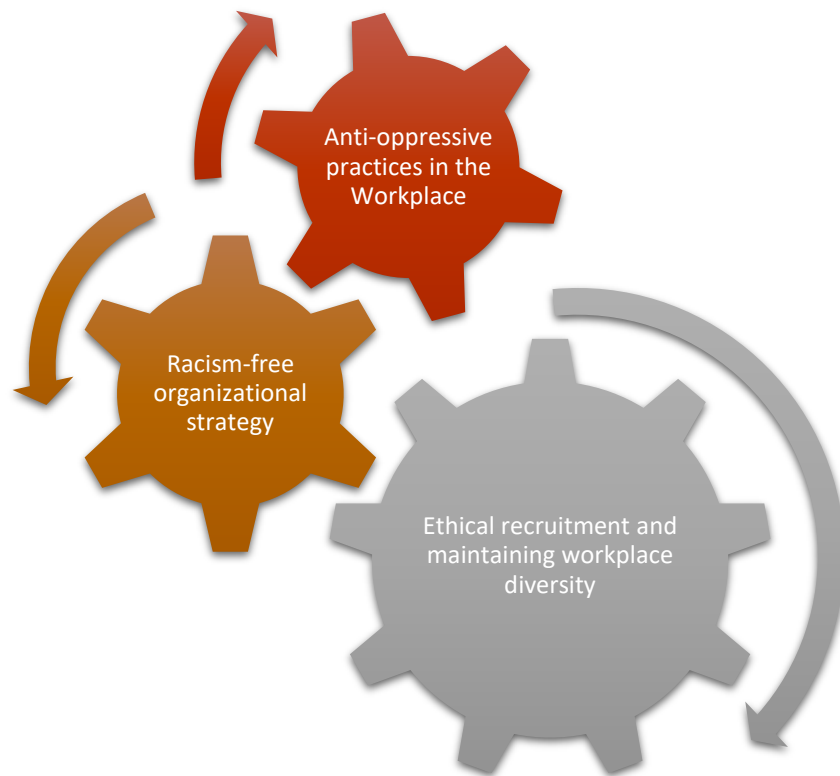 Anti-oppressive
practices in the
Workplace
Racism-free
organizational
strategy
Ethical recruitment and
maintaining workplace
diversity